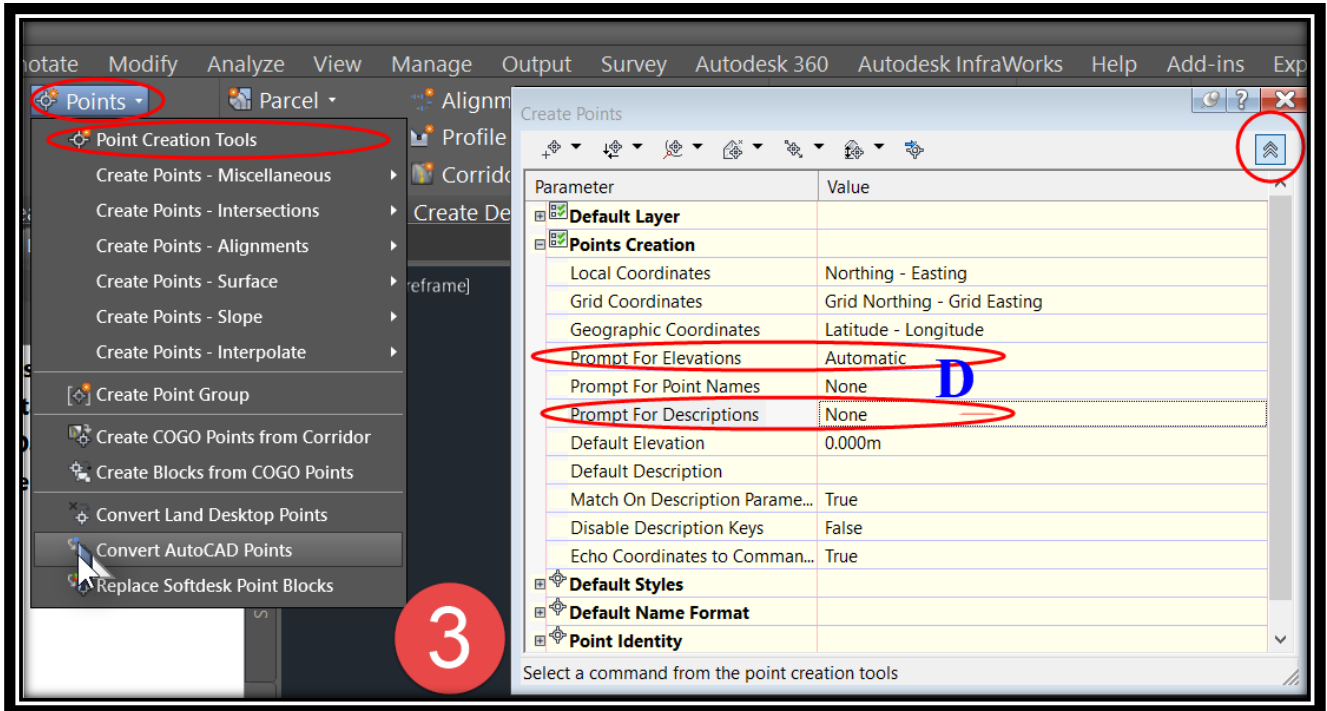 Modify Analyze View Manage Output Survey Autodesk 360 Autodesk InfraWorks Help Add-ins
Points Parcel
Point Creation Tools
Create Points - Miscellaneous
Create Points - Intersections
Create Points - Alignments
Create Points - Surface
Create Points - Slope
Create Points - Interpolate
Create Point Group
Create COGO Points from Corridor
Create Blocks from COGO Points
Convert Land Desktop Points
Convert AutoCAD Points
Replace Softdesk Point Blocks
Profile
Create
3
Create Points
?
Parameter Value
Default Layer
Points Creation
Local Coordinates Northing - Easting
Grid Coordinates Grid Northing - Grid Easting
Geographic Coordinates Latitude - Longitude
Prompt For Elevations Automatic
D
Prompt For Point Names None
Prompt For Descriptions None
Default Elevation 0.000m
Default Description
Match On Description Parame... True
Disable Description Keys False
Echo Coordinates to Comman... True
Default Styles
Default Name Format
Point Identity
Select a command from the point creation tools